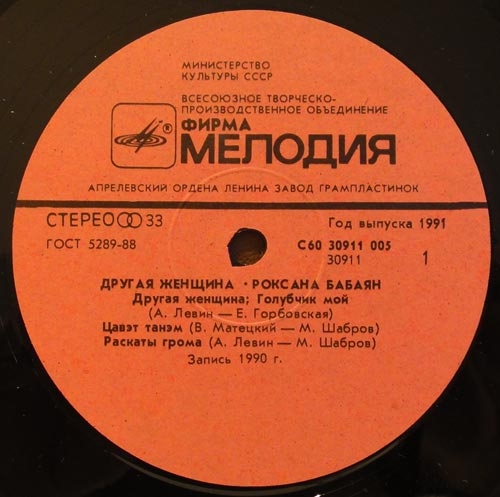 МИНИСТЕРСТВО
КУЛЬТУРЫ СССР
ВСЕСОЮЗНОЕ ТВОРЧЕСКО-
ПРОИЗВОДСТВЕННОЕ ОБЪЕДИНЕНИЕ
® ФИРМА
МЕЛОДИЯ
АПРЕЛЕВСКИЙ ОРДЕНА ЛЕНИНА ЗАВОД ГРАМПЛАСТИНОК
СТЕРЕО 33 Год выпуска 1991
ГОСТ 5289-88 С60 30911 005
30911 1
ДРУГАЯ ЖЕНЩИНА · РОКСАНА БАБАЯН
Другая женщина; Голубчик мой
(А. Левин — Е. Горбовская)
Цавэт танэм (В. Матецкий — М. Шабров)
Раскаты грома (А. Левин — М. Шабров)
Запись 1990 г.